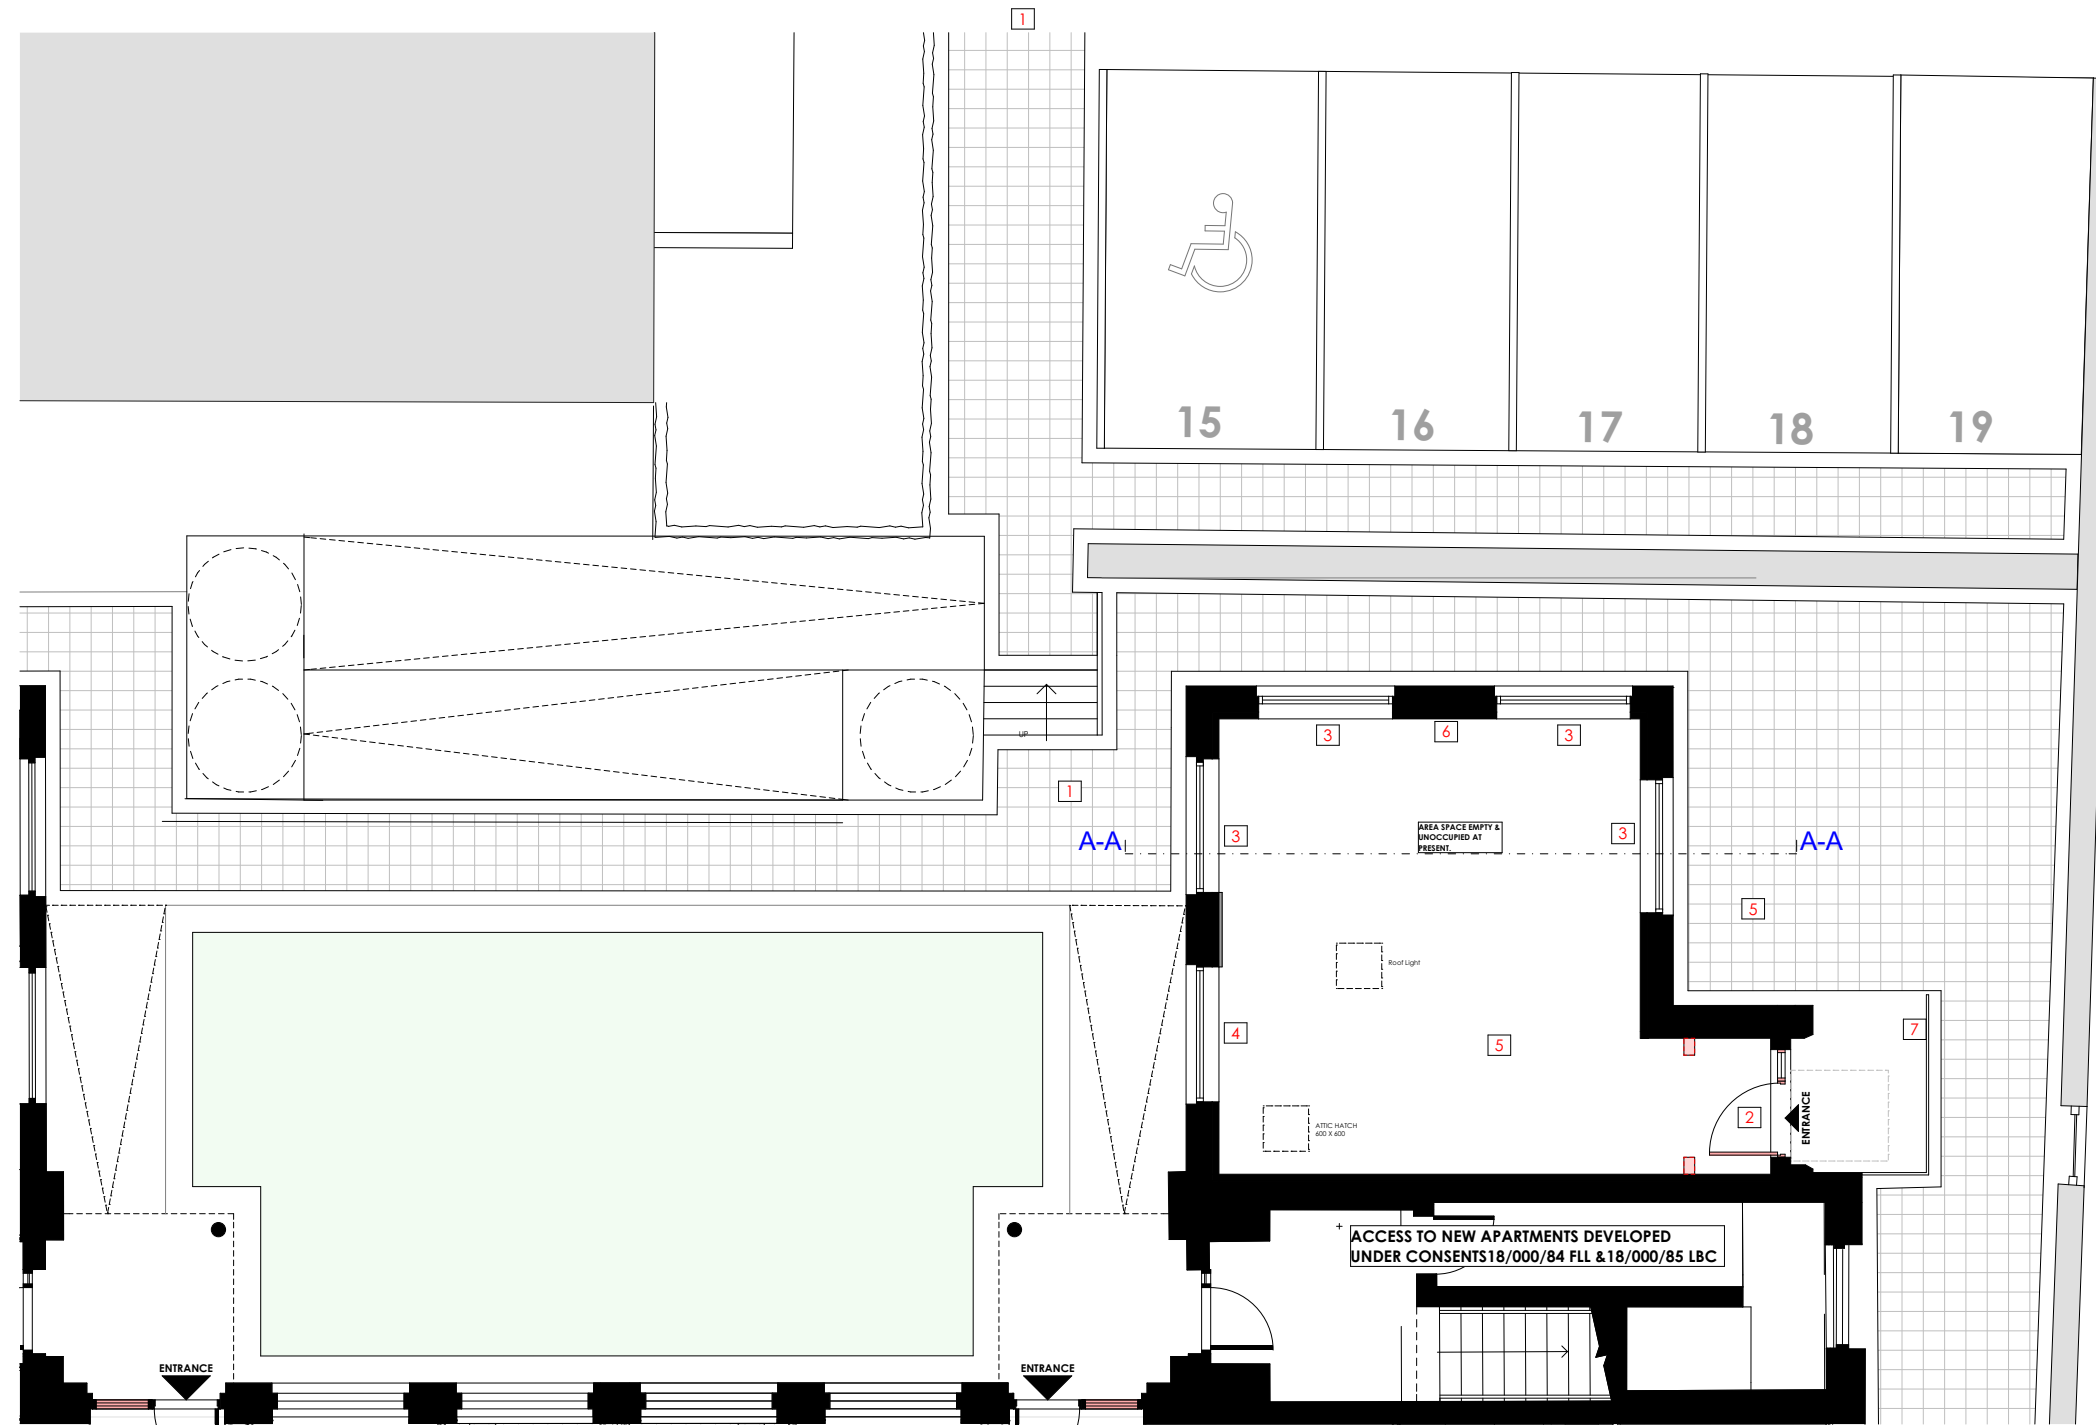 1
15
16
17
18
19
UP
3
6
3
1
A-A
3
AREA SPACE EMPTY &
UNOCCUPIED AT
PRESENT.
3
A-A
5
Roof Light
4
5
7
ATTIC HATCH
600 X 600
2
ENTRANCE
ACCESS TO NEW APARTMENTS DEVELOPED
UNDER CONSENTS18/000/84 FLL &18/000/85 LBC
ENTRANCE
ENTRANCE